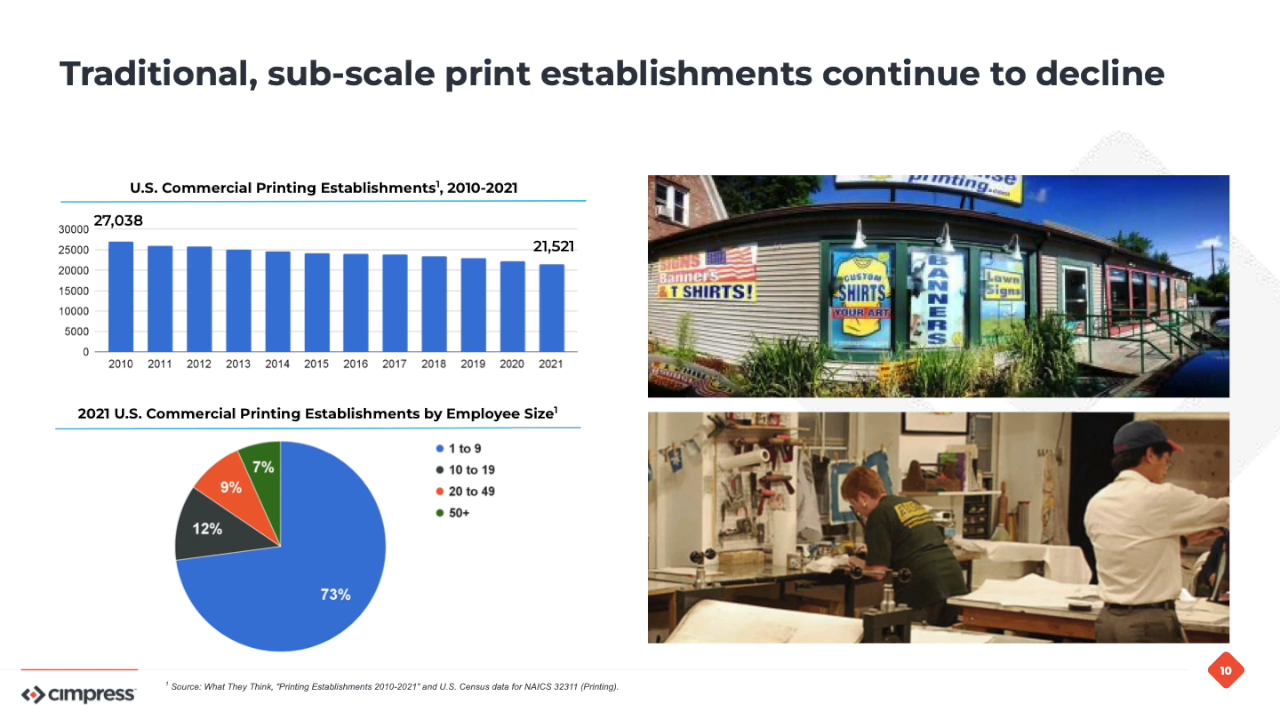 Traditional, sub-scale print establishments continue to decline
U.S. Commercial Printing Establishments¹, 2010-2021
27,038
21,521
30000
25000
20000
15000
10000
5000
0
2010 2011 2012 2013 2014 2015 2016 2017 2018 2019 2020 2021
2021 U.S. Commercial Printing Establishments by Employee Size¹
7%
9%
12%
73%
1 to 9
10 to 19
20 to 49
50+
printing.com
SIGNS
Banners
& T SHIRTS!
CUSTOM
SHIRTS
YOUR ART
BANNERS
Lawn
Signs
cimpress
¹ Source: What They Think, "Printing Establishments 2010-2021" and U.S. Census data for NAICS 32311 (Printing).
10